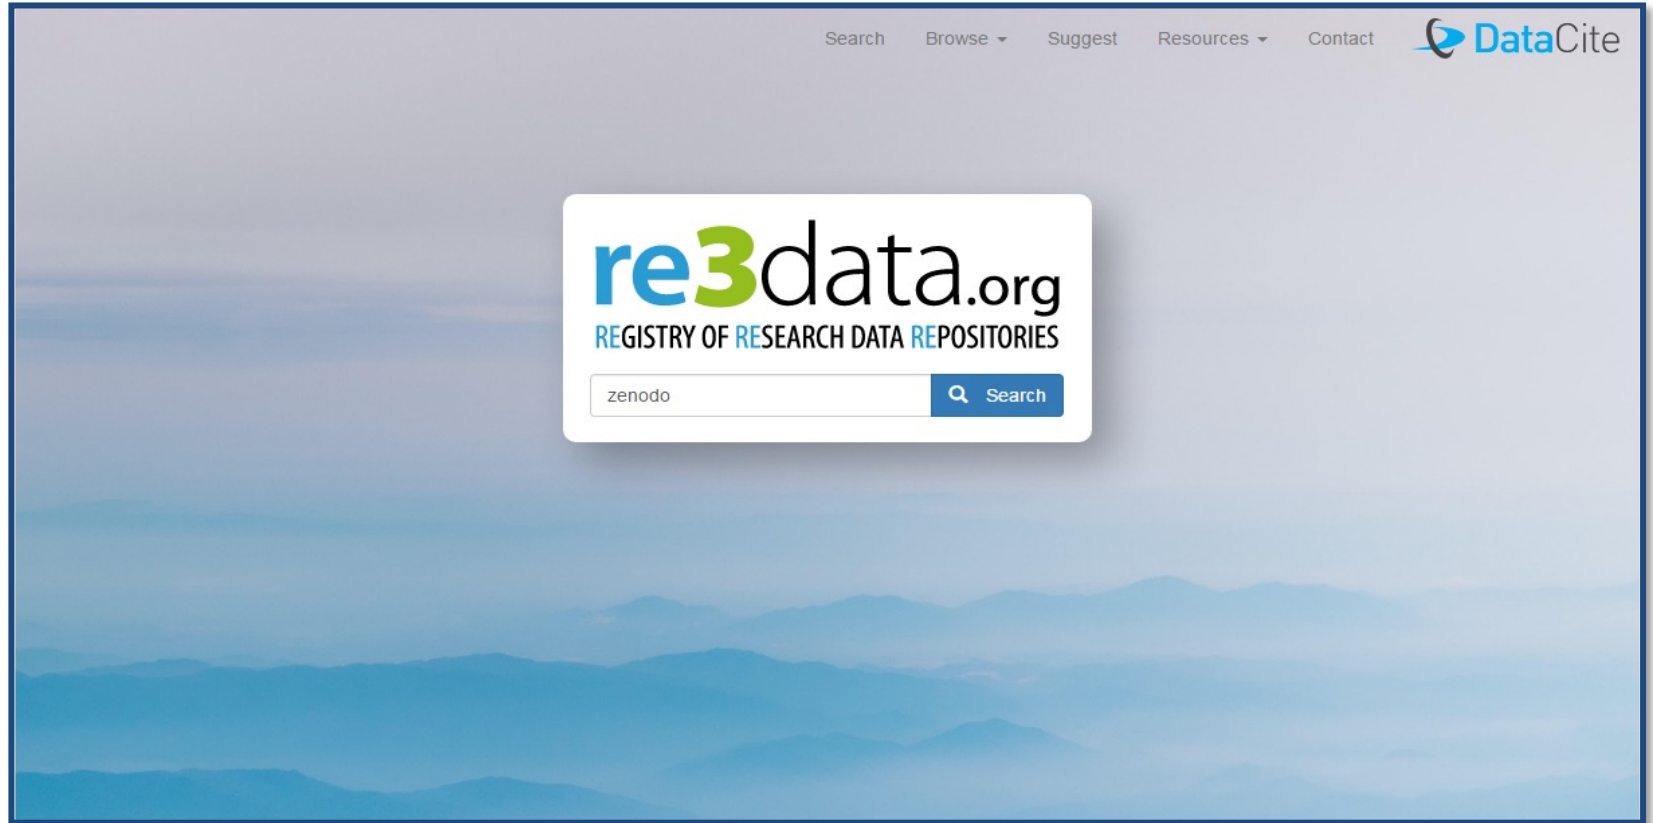 Search Browse Suggest Resources Contact DataCite
re3data.org
REGISTRY OF RESEARCH DATA REPOSITORIES
zenodo Search